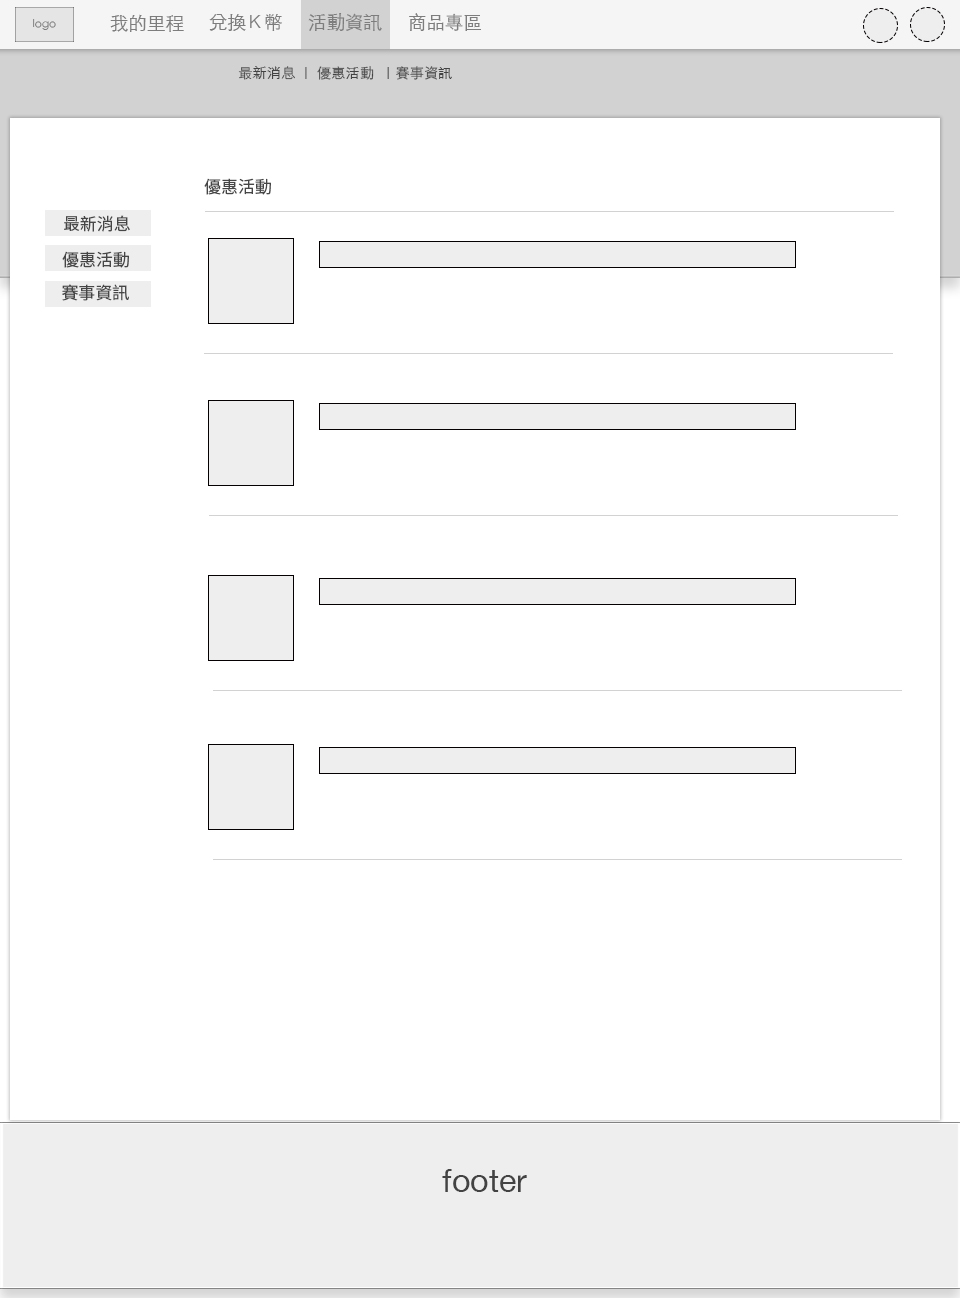 logo 我的里程 兌換K幣 活動資訊 商品專區
最新消息 | 優惠活動 | 賽事資訊
優惠活動
最新消息
優惠活動
賽事資訊
footer